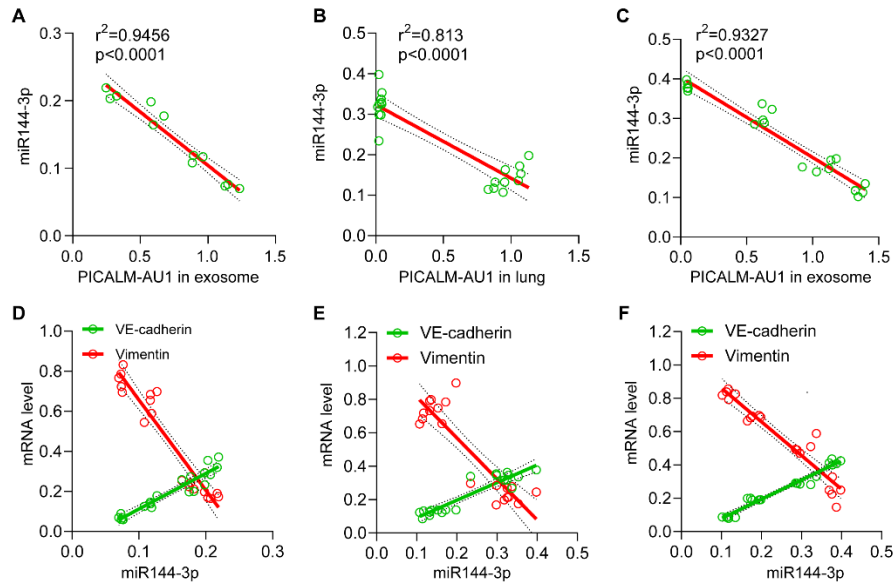 A
r²=0.9456
p<0.0001
miR144-3p
0.3
0.2
0.1
0.0
0.0 0.5 1.0 1.5
PICALM-AU1 in exosome
B
r²=0.813
p<0.0001
miR144-3p
0.5
0.4
0.3
0.2
0.1
0.0
0.0 0.5 1.0 1.5
PICALM-AU1 in lung
C
r²=0.9327
p<0.0001
miR144-3p
0.5
0.4
0.3
0.2
0.1
0.0
0.0 0.5 1.0 1.5
PICALM-AU1 in exosome
D
VE-cadherin
Vimentin
mRNA level
1.0
0.8
0.6
0.4
0.2
0.0
0.0 0.1 0.2 0.3
miR144-3p
E
VE-cadherin
Vimentin
mRNA level
1.2
1.0
0.8
0.6
0.4
0.2
0.0
0.0 0.1 0.2 0.3 0.4 0.5
miR144-3p
F
VE-cadherin
Vimentin
mRNA level
1.2
1.0
0.8
0.6
0.4
0.2
0.0
0.0 0.1 0.2 0.3 0.4 0.5
miR144-3p